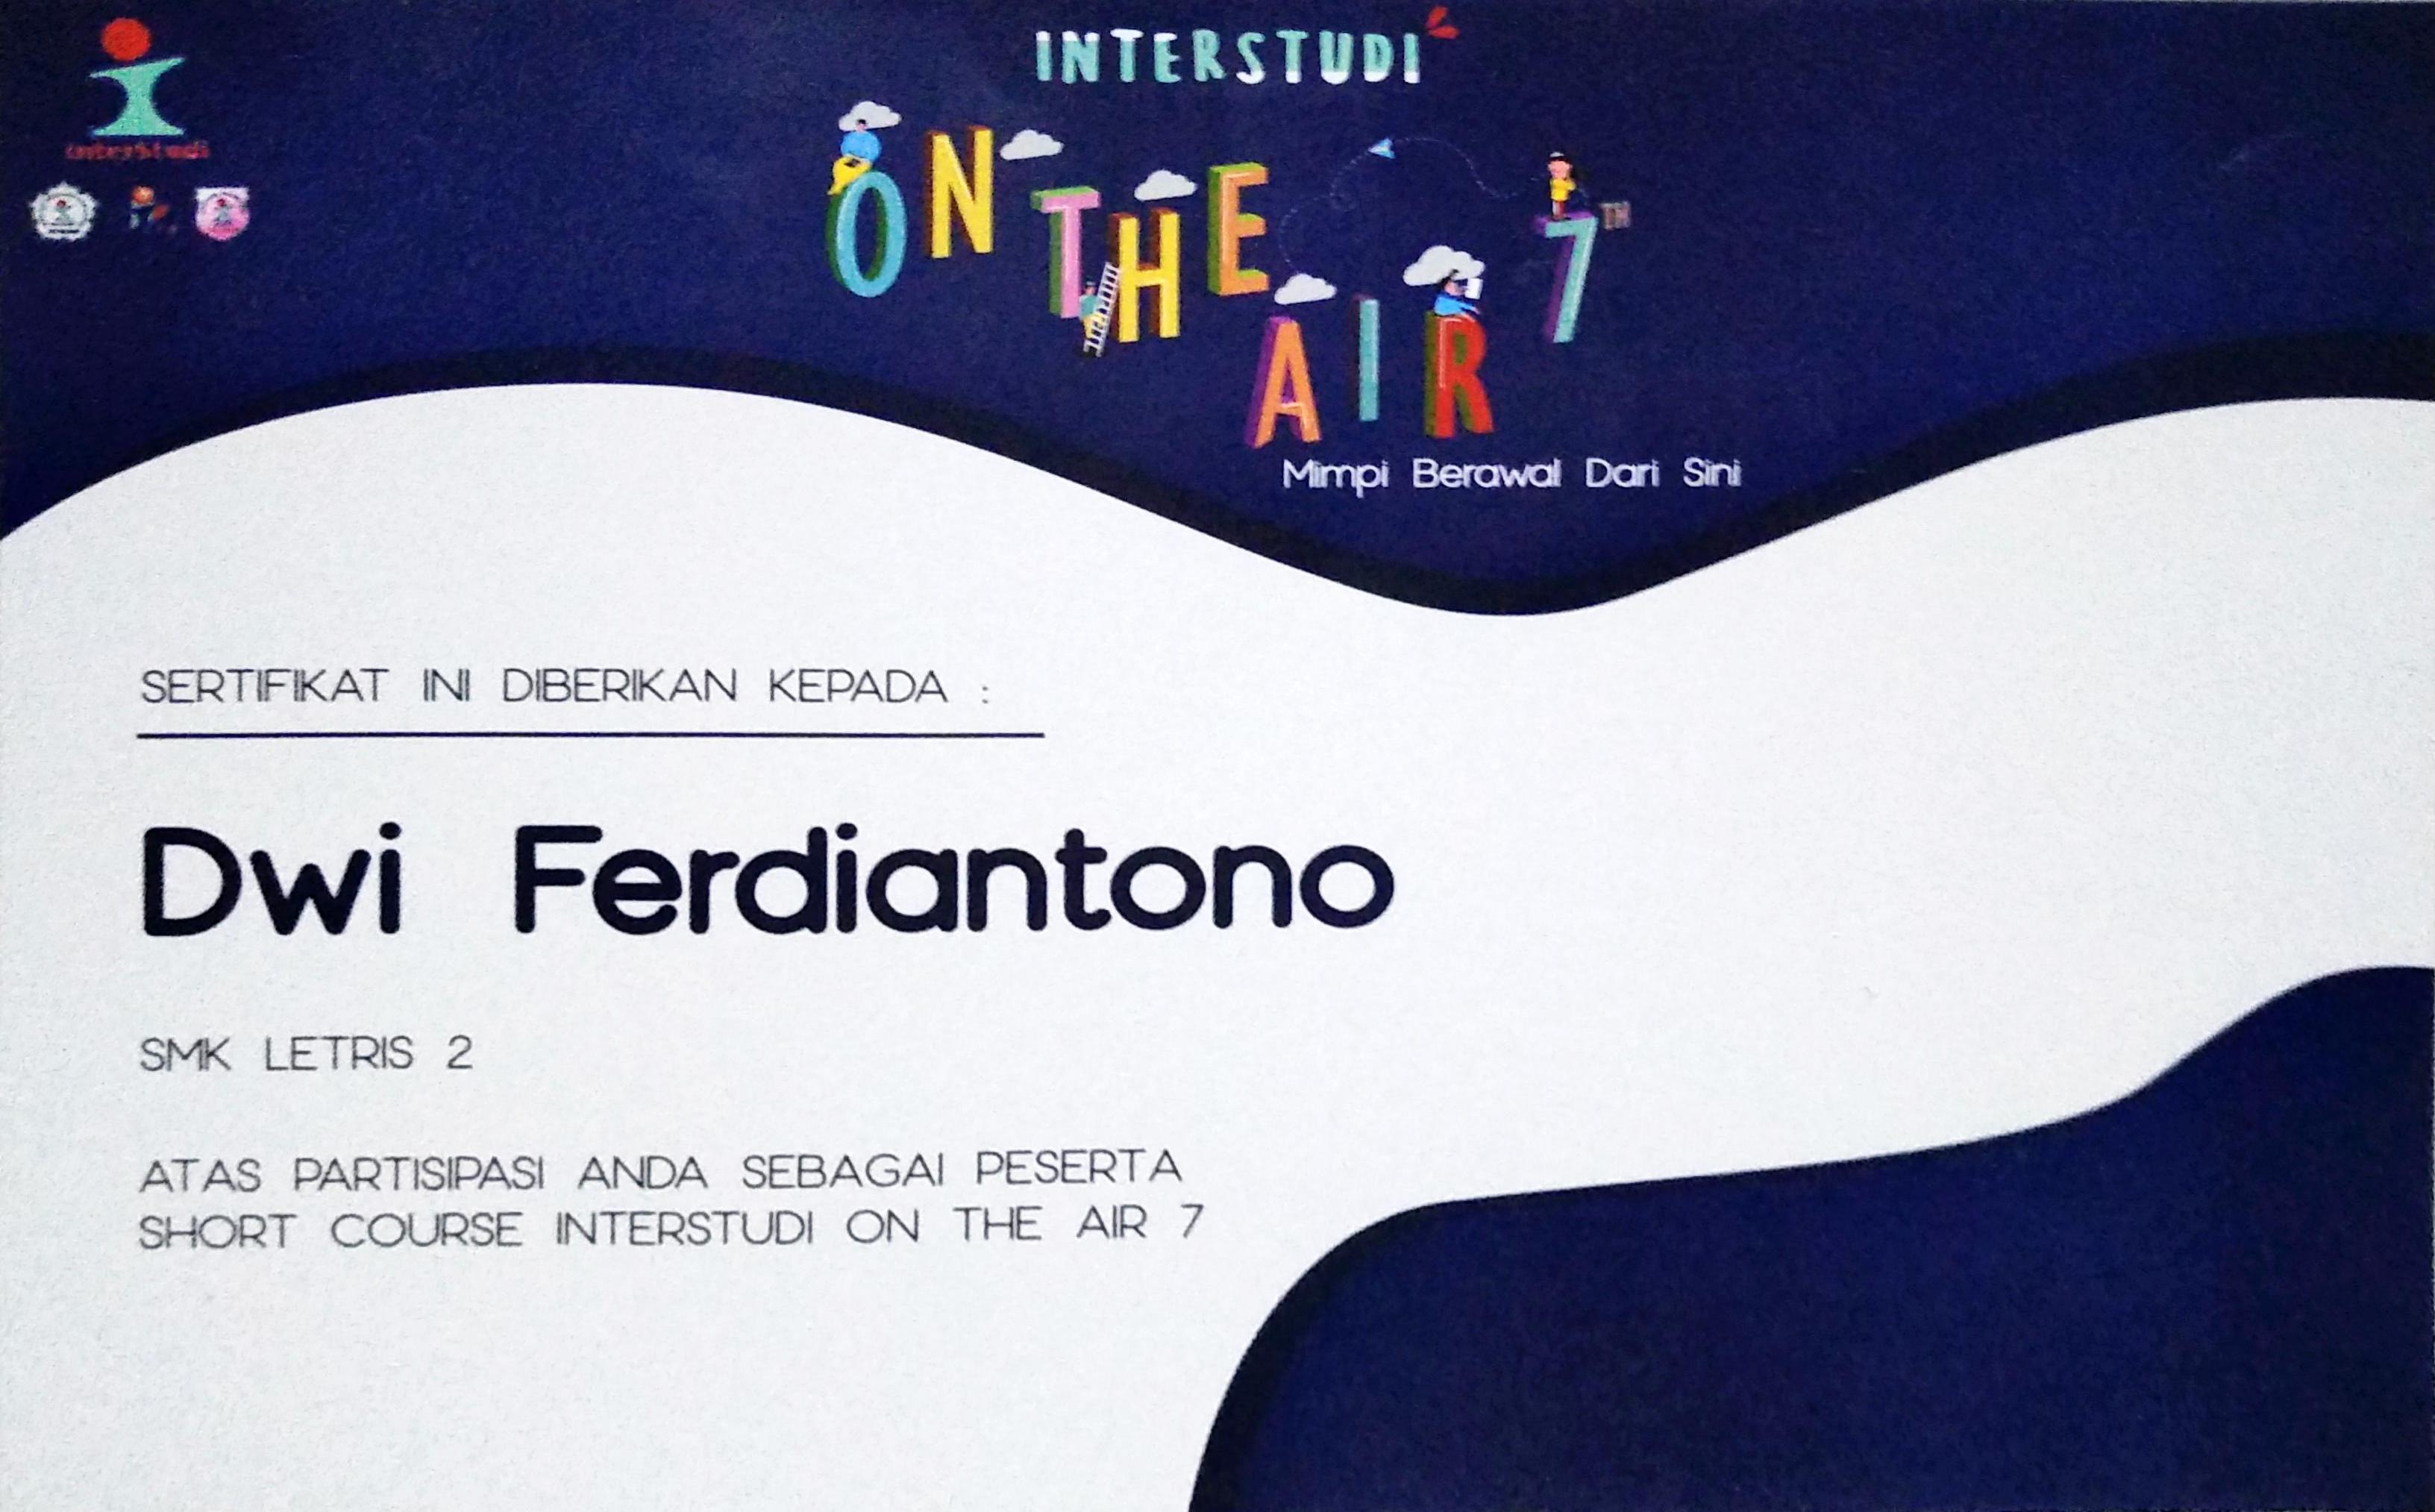 interStudi
INTERSTUDI
ON THE AIR 7TH
Mimpi Berawal Dari Sini
SERTIFIKAT INI DIBERIKAN KEPADA :
Dwi Ferdiantono
SMK LETRIS 2
ATAS PARTISIPASI ANDA SEBAGAI PESERTA
SHORT COURSE INTERSTUDI ON THE AIR 7